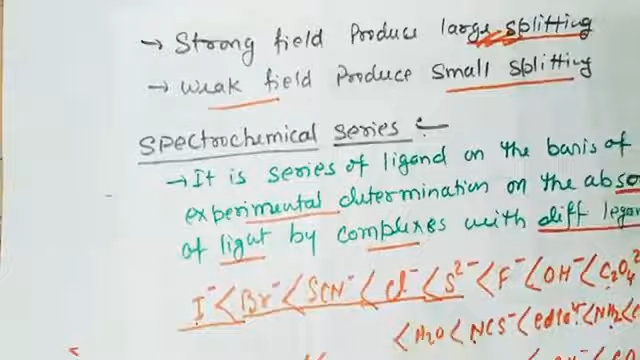 → Strong field Produce large splitting
→ Weak field Produce Small Splitting
Spectrochemical Series :-
→ It is series of ligand on the basis of
experimental determination on the abso
of light by complexes with diff legan
I⁻ < Br⁻ < SCN⁻ < Cl⁻ < S²⁻ < F⁻ < OH⁻ < C₂O₄²
< H₂O < NCS⁻ < edta⁴⁻ < NH₃ <